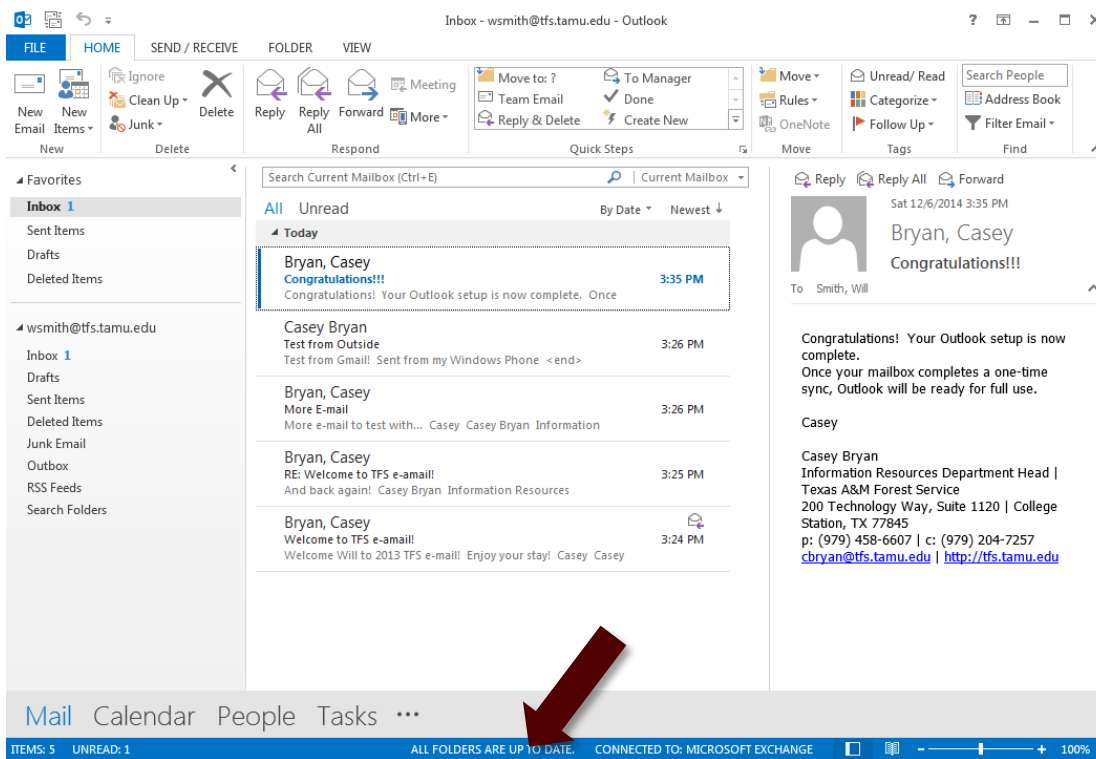 Inbox - wsmith@tfs.tamu.edu - Outlook
FILE HOME SEND / RECEIVE FOLDER VIEW
New Email
New Items
New
Ignore
Clean Up
Junk
Delete
Delete
Reply
Reply All
Forward
Meeting
More
Respond
Move to: ?
Team Email
Reply & Delete
To Manager
Done
Create New
Quick Steps
Move
Rules
OneNote
Move
Unread/ Read
Categorize
Follow Up
Tags
Search People
Address Book
Filter Email
Find
Favorites
Inbox 1
Sent Items
Drafts
Deleted Items
wsmith@tfs.tamu.edu
Inbox 1
Drafts
Sent Items
Deleted Items
Junk Email
Outbox
RSS Feeds
Search Folders
Search Current Mailbox (Ctrl+E) Current Mailbox
All Unread By Date Newest
Today
Bryan, Casey
Congratulations!!! 3:35 PM
Congratulations! Your Outlook setup is now complete. Once
Casey Bryan
Test from Outside 3:26 PM
Test from Gmail! Sent from my Windows Phone <end>
Bryan, Casey
More E-mail 3:26 PM
More e-mail to test with... Casey Casey Bryan Information
Bryan, Casey
RE: Welcome to TFS e-amail! 3:25 PM
And back again! Casey Bryan Information Resources
Bryan, Casey
Welcome to TFS e-amail! 3:24 PM
Welcome Will to 2013 TFS e-mail! Enjoy your stay! Casey Casey
Reply Reply All Forward
Sat 12/6/2014 3:35 PM
Bryan, Casey
Congratulations!!!
To Smith, Will
Congratulations! Your Outlook setup is now
complete.
Once your mailbox completes a one-time
sync, Outlook will be ready for full use.
Casey
Casey Bryan
Information Resources Department Head |
Texas A&M Forest Service
200 Technology Way, Suite 1120 | College
Station, TX 77845
p: (979) 458-6607 | c: (979) 204-7257
cbryan@tfs.tamu.edu | http://tfs.tamu.edu
Mail Calendar People Tasks ...
ITEMS: 5 UNREAD: 1 ALL FOLDERS ARE UP TO DATE. CONNECTED TO: MICROSOFT EXCHANGE 100%